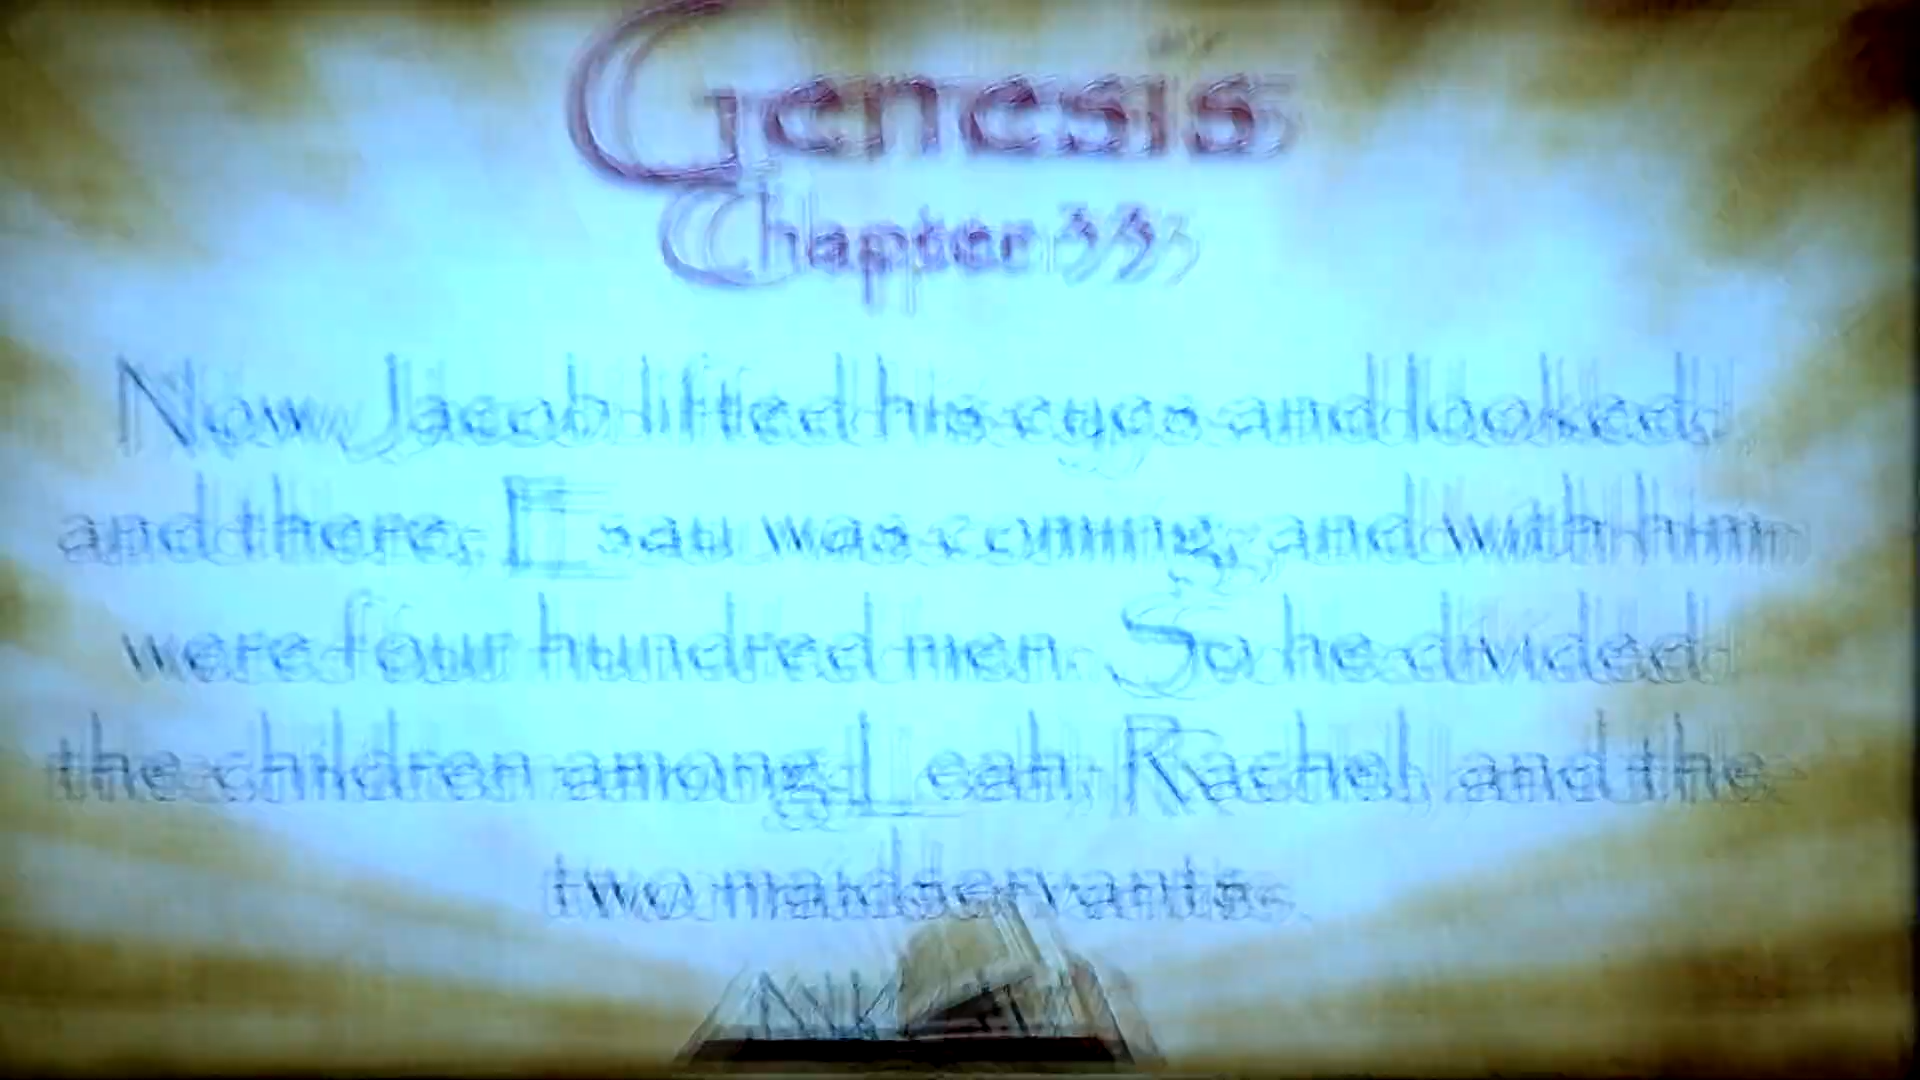 Genesis
Chapter 33
Now Jacob lifted his eyes and looked,
and there, Esau was coming, and with him
were four hundred men. So he divided
the children among Leah, Rachel, and the
two maidservants.
NKJV